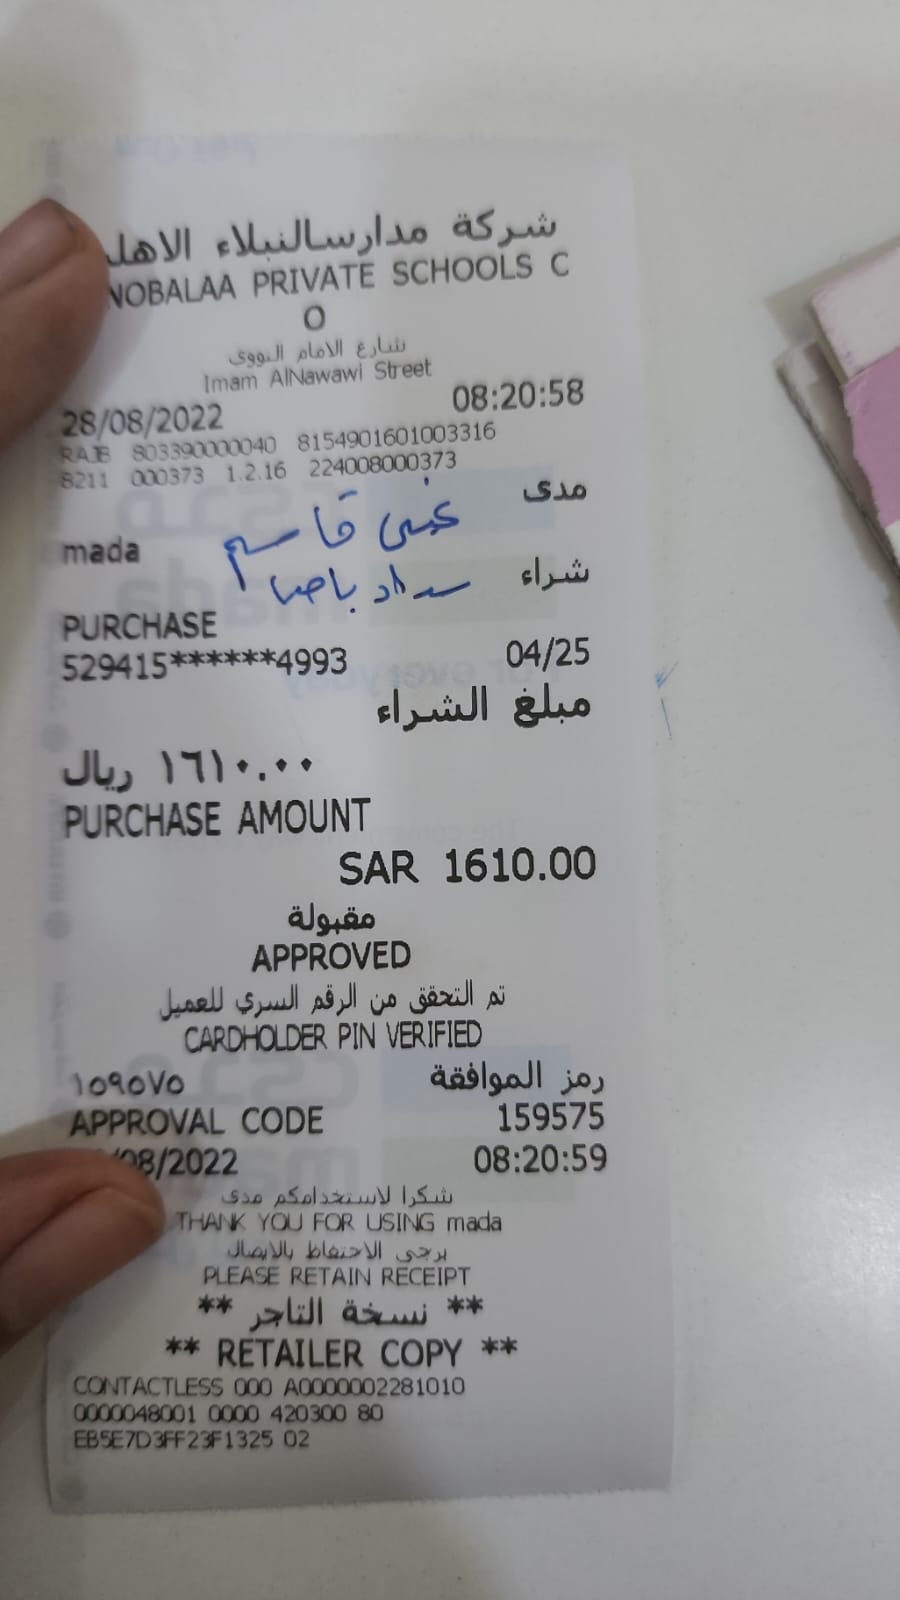 شركة مدارسالنبلاء الاهل
NOBALAA PRIVATE SCHOOLS C
O
شارع الامام النووي
Imam AlNawawi Street
28/08/2022 08:20:58
RAJB 803390000040 8154901601003316
8211 000373 1.2.16 224008000373
مدى
mada
قاسم
شراء
سداد باص
PURCHASE
529415******4993 04/25
مبلغ الشراء
١٦١٠.٠٠ ريال
PURCHASE AMOUNT
SAR 1610.00
مقبولة
APPROVED
تم التحقق من الرقم السري للعميل
CARDHOLDER PIN VERIFIED
رمز الموافقة ١٥٩٥٧٥
APPROVAL CODE 159575
08/2022 08:20:59
شكرا لاستخدامكم مدى
THANK YOU FOR USING mada
يرجى الاحتفاظ بالايصال
PLEASE RETAIN RECEIPT
** نسخة التاجر **
** RETAILER COPY **
CONTACTLESS 000 A0000002281010
0000048001 0000 420300 80
EB5E7D3FF23F1325 02